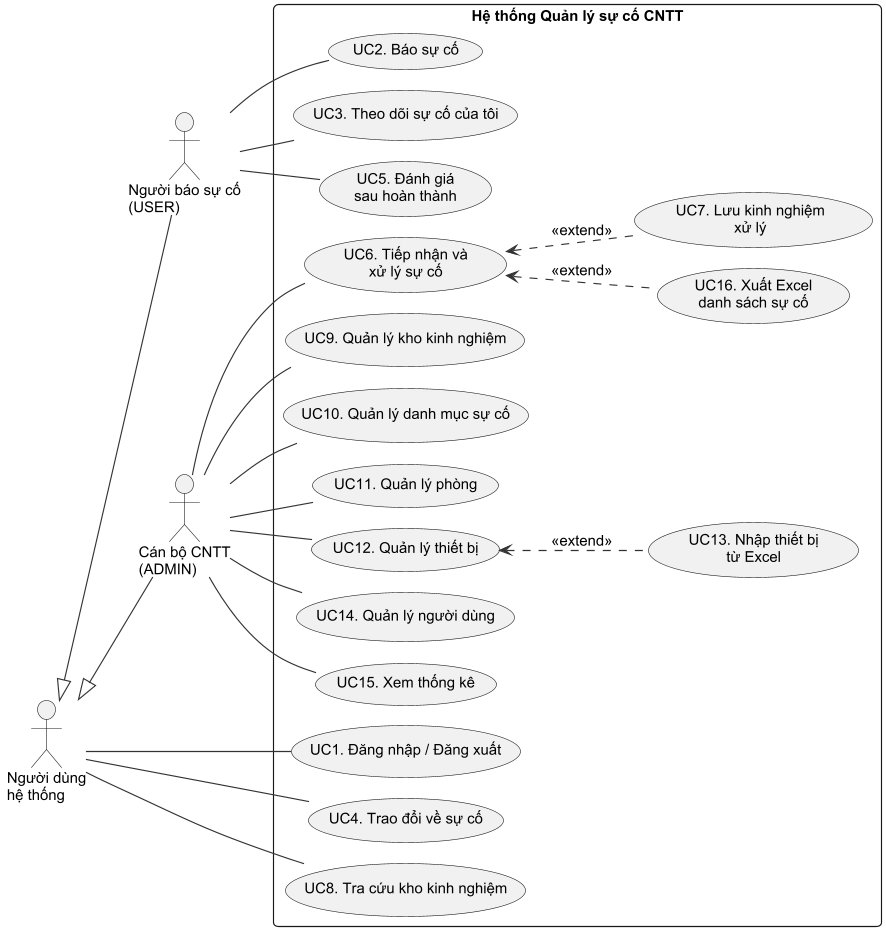 Hệ thống Quản lý sự cố CNTT
UC2. Báo sự cố
UC3. Theo dõi sự cố của tôi
UC5. Đánh giá
sau hoàn thành
Người báo sự cố
(USER)
UC6. Tiếp nhận và
xử lý sự cố
«extend»
UC7. Lưu kinh nghiệm
xử lý
«extend»
UC16. Xuất Excel
danh sách sự cố
UC9. Quản lý kho kinh nghiệm
UC10. Quản lý danh mục sự cố
UC11. Quản lý phòng
Cán bộ CNTT
(ADMIN)
UC12. Quản lý thiết bị
«extend»
UC13. Nhập thiết bị
từ Excel
UC14. Quản lý người dùng
UC15. Xem thống kê
UC1. Đăng nhập / Đăng xuất
Người dùng
hệ thống
UC4. Trao đổi về sự cố
UC8. Tra cứu kho kinh nghiệm